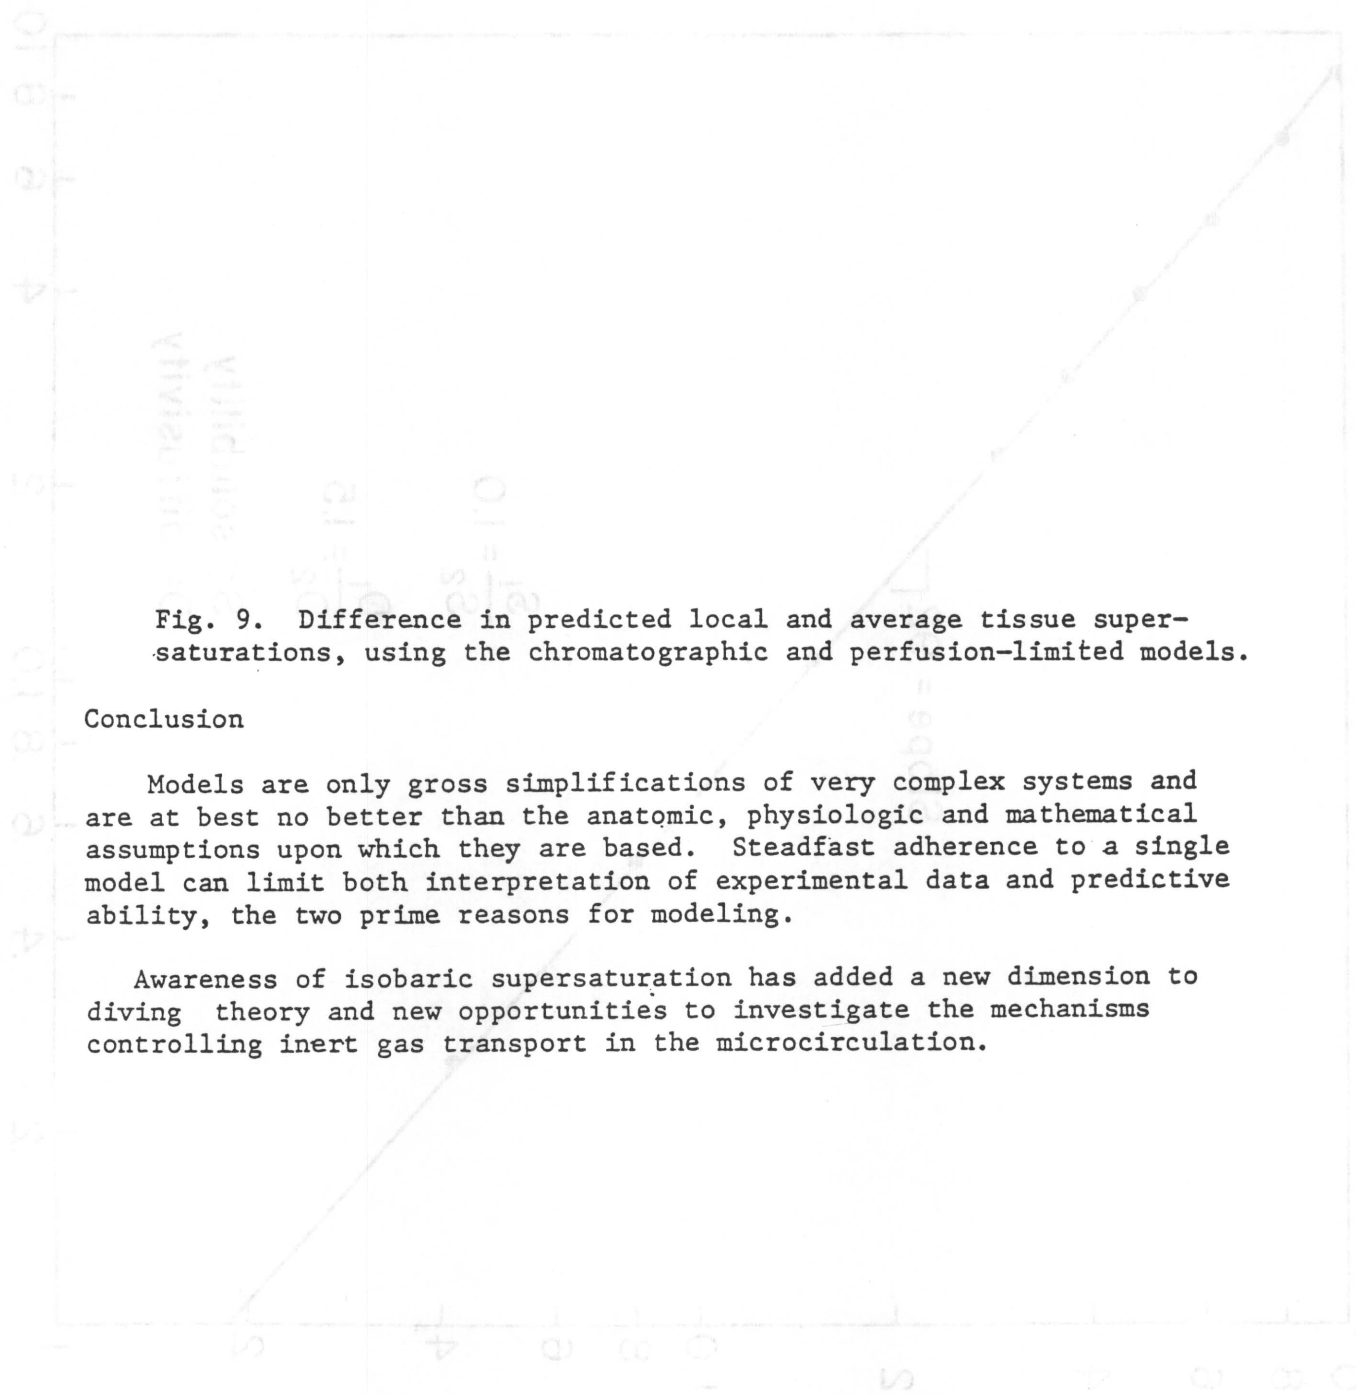 Fig. 9. Difference in predicted local and average tissue super-
saturations, using the chromatographic and perfusion-limited models.
Conclusion
Models are only gross simplifications of very complex systems and
are at best no better than the anatomic, physiologic and mathematical
assumptions upon which they are based. Steadfast adherence to a single
model can limit both interpretation of experimental data and predictive
ability, the two prime reasons for modeling.
Awareness of isobaric supersaturation has added a new dimension to
diving theory and new opportunities to investigate the mechanisms
controlling inert gas transport in the microcirculation.